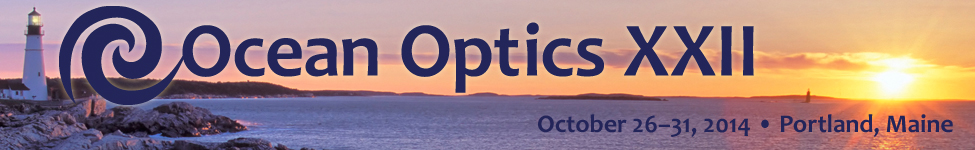 Ocean Optics XXII
October 26–31, 2014 • Portland, Maine